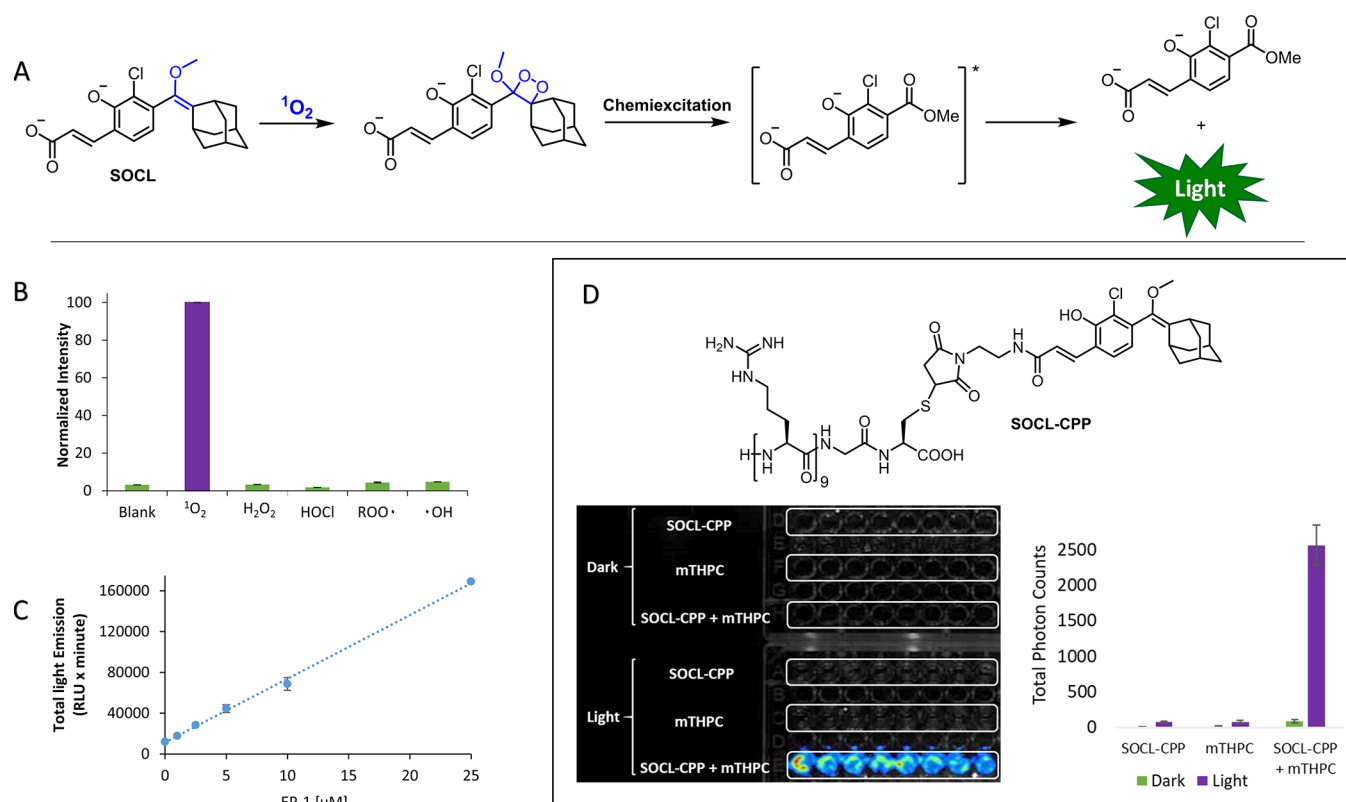 A
O⁻
Cl
O
⁻O
O
SOCL
¹O₂
O⁻
Cl
O
O
O
⁻O
O
Chemiexcitation
O⁻
Cl
O
OMe
⁻O
O
*
O⁻
Cl
O
OMe
⁻O
O
+
Light
B
Normalized Intensity
100
80
60
40
20
0
Blank
¹O₂
H₂O₂
HOCl
ROO·
·OH
C
Total light Emission
(RLU x minute)
160000
120000
80000
40000
0
0
5
10
15
20
25
D
H₂N
NH
HN
H
N
H
O
9
H
N
O
N
H
COOH
S
O
N
O
H
N
O
HO
Cl
O
SOCL-CPP
Dark
SOCL-CPP
mTHPC
SOCL-CPP + mTHPC
Light
SOCL-CPP
mTHPC
SOCL-CPP + mTHPC
Total Photon Counts
2500
2000
1500
1000
500
0
SOCL-CPP
mTHPC
SOCL-CPP
+ mTHPC
Dark
Light